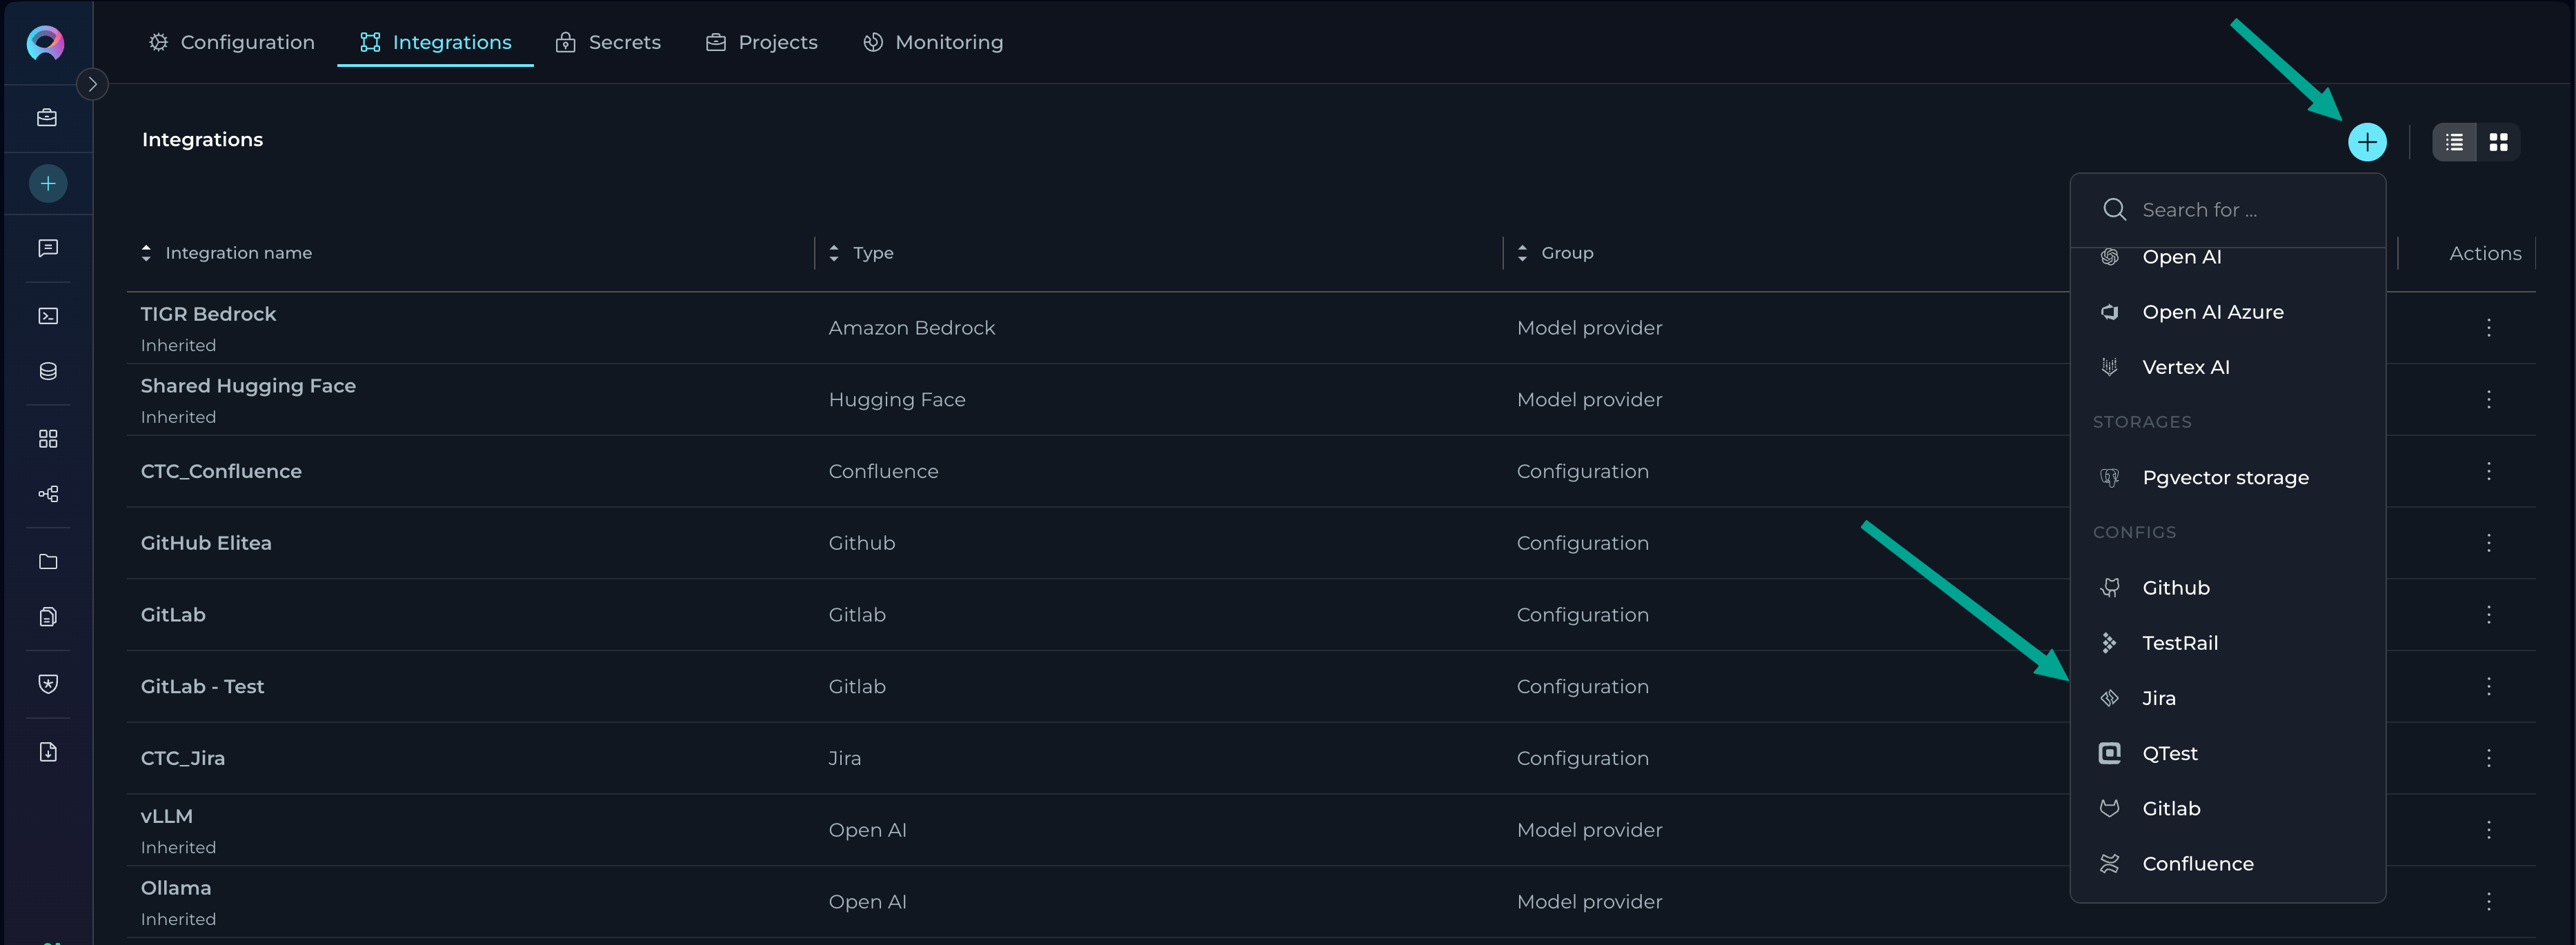 Configuration
Integrations
Secrets
Projects
Monitoring
Integrations
Integration name
Type
Group
Actions
TIGR Bedrock
Inherited
Amazon Bedrock
Model provider
Shared Hugging Face
Inherited
Hugging Face
Model provider
CTC_Confluence
Confluence
Configuration
GitHub Elitea
Github
Configuration
GitLab
Gitlab
Configuration
GitLab - Test
Gitlab
Configuration
CTC_Jira
Jira
Configuration
vLLM
Inherited
Open AI
Model provider
Ollama
Inherited
Open AI
Model provider
Search for ...
Open AI
Open AI Azure
Vertex AI
STORAGES
Pgvector storage
CONFIGS
Github
TestRail
Jira
QTest
Gitlab
Confluence